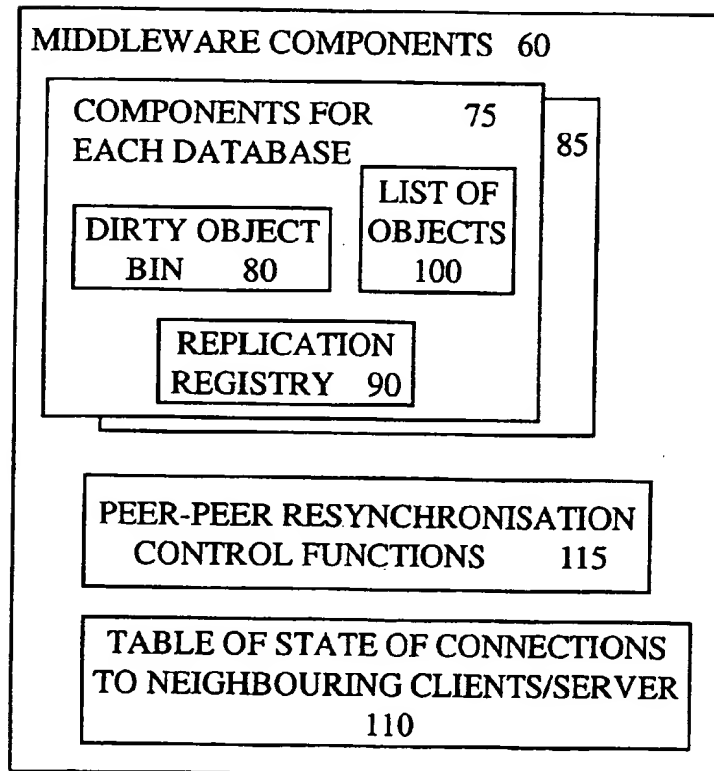 MIDDLEWARE COMPONENTS 60
COMPONENTS FOR 75
EACH DATABASE
85
LIST OF
OBJECTS
100
DIRTY OBJECT
BIN 80
REPLICATION
REGISTRY 90
PEER-PEER RESYNCHRONISATION
CONTROL FUNCTIONS 115
TABLE OF STATE OF CONNECTIONS
TO NEIGHBOURING CLIENTS/SERVER
110